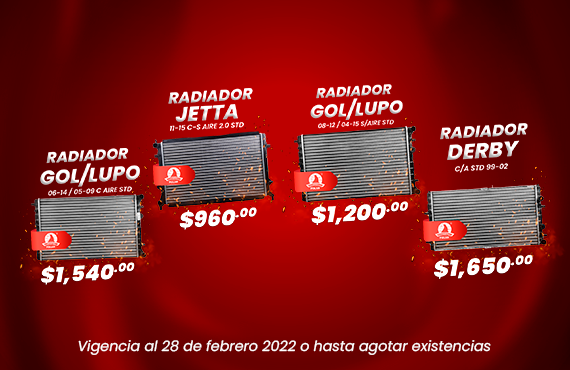 RADIADOR
GOL/LUPO
06-14 / 05-09 C AIRE STD
$1,540.00
RADIADOR
JETTA
11-15 C-S AIRE 2.0 STD
$960.00
RADIADOR
GOL/LUPO
08-12 / 04-15 S/AIRE STD
$1,200.00
RADIADOR
DERBY
C/A STD 99-02
$1,650.00
Vigencia al 28 de febrero 2022 o hasta agotar existencias